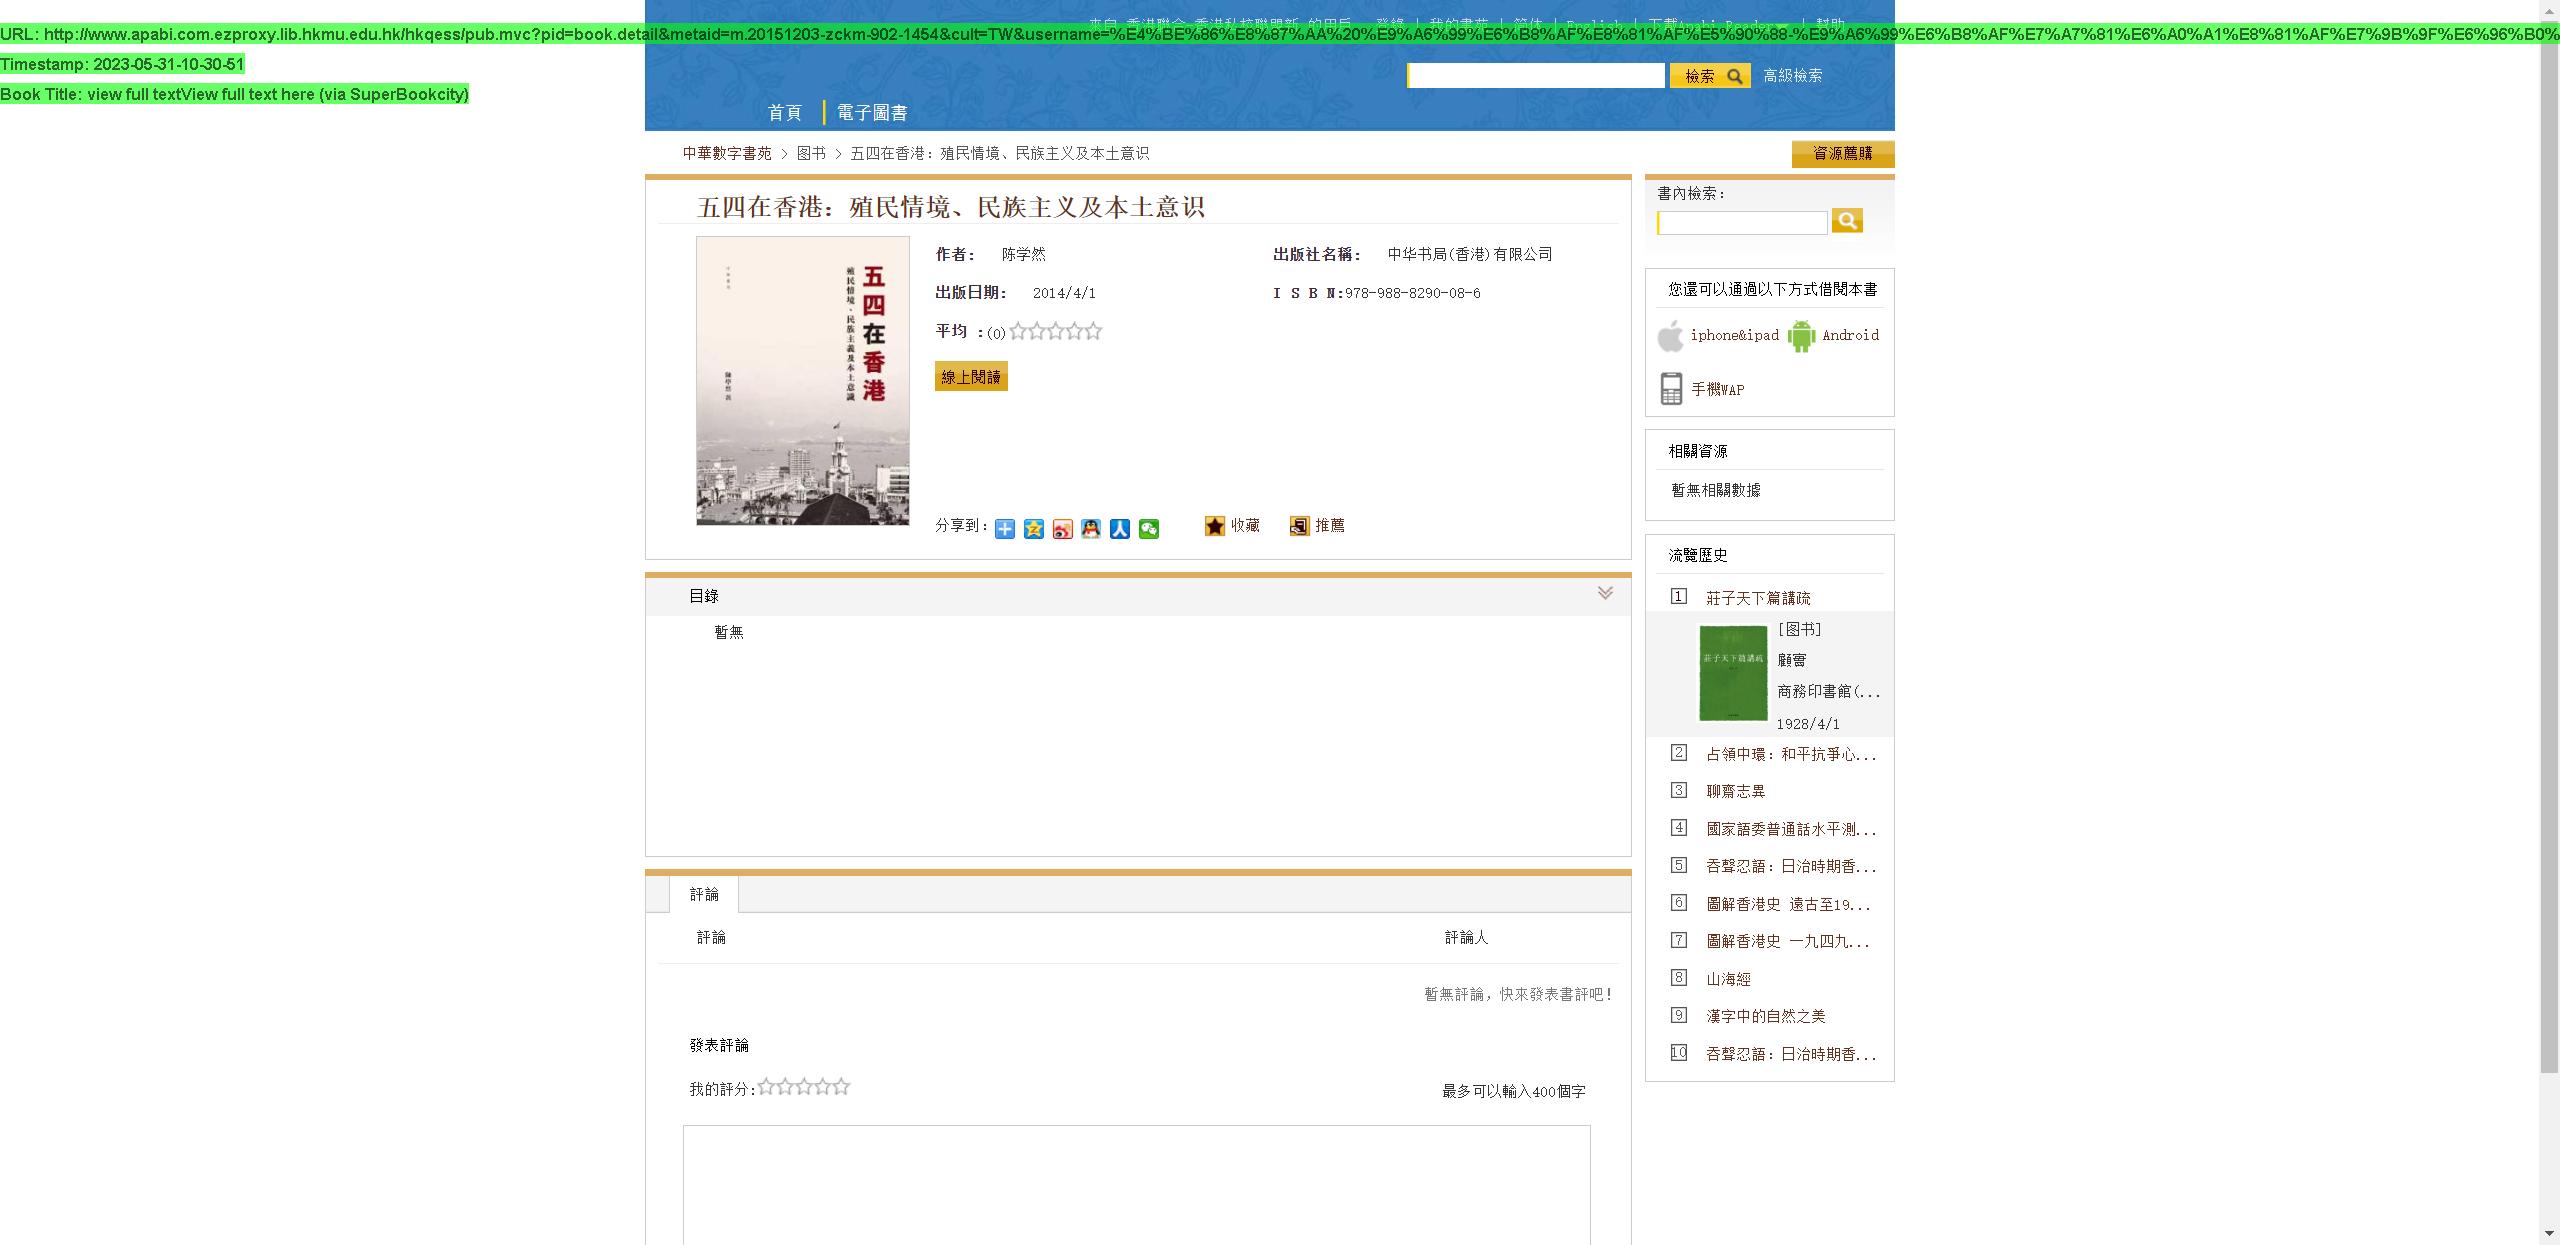 來自 香港聯合-香港私校聯盟新 的用戶 登錄 | 我的書苑 | 简体 | English | 下載Apabi Reader | 幫助
URL: http://www.apabi.com.ezproxy.lib.hkmu.edu.hk/hkqess/pub.mvc?pid=book.detail&metaid=m.20151203-zckm-902-1454&cult=TW&username=%E4%BE%86%E8%87%AA%20%E9%A6%99%E6%B8%AF%E8%81%AF%E5%90%88-%E9%A6%99%E6%B8%AF%E7%A7%81%E6%A0%A1%E8%81%AF%E7%9B%9F%E6%96%B0%
Timestamp: 2023-05-31-10-30-51
Book Title: view full textView full text here (via SuperBookcity)
檢索 高級檢索
首頁 電子圖書
中華數字書苑 > 图书 > 五四在香港：殖民情境、民族主义及本土意识
資源薦購
五四在香港：殖民情境、民族主义及本土意识
五四在香港
殖民情境、民族主義及本土意識
陳學然 著
作者： 陈学然
出版社名稱： 中华书局(香港)有限公司
出版日期： 2014/4/1
I S B N:978-988-8290-08-6
平均 :(0)
線上閱讀
分享到： 收藏 推薦
目錄
暫無
評論
評論 評論人
暫無評論，快來發表書評吧！
發表評論
我的評分:
最多可以輸入400個字
書內檢索：
您還可以通過以下方式借閱本書
iphone&ipad Android
手機WAP
相關資源
暫無相關數據
流覽歷史
1 莊子天下篇講疏
莊子天下篇講疏
[图书]
顧實
商務印書館(...
1928/4/1
2 占領中環：和平抗爭心...
3 聊齋志異
4 國家語委普通話水平測...
5 吞聲忍語：日治時期香...
6 圖解香港史 遠古至19...
7 圖解香港史 一九四九...
8 山海經
9 漢字中的自然之美
10 吞聲忍語：日治時期香...